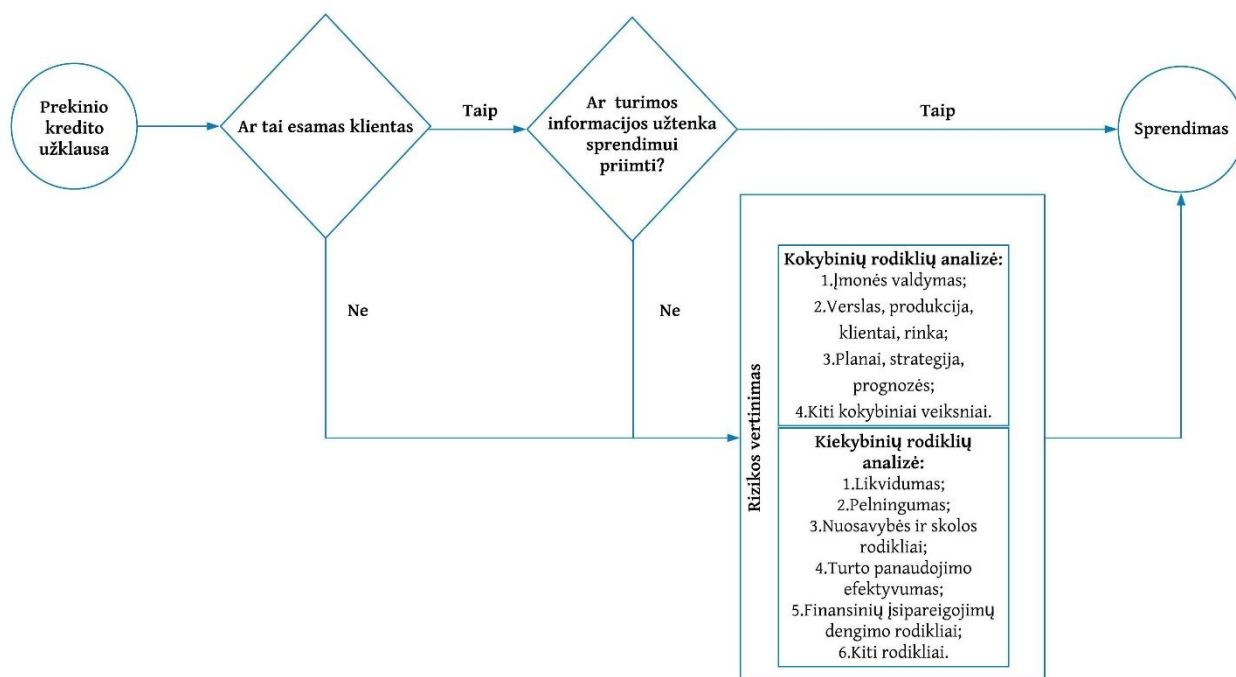 Prekinio
kredito
užklausa
Ar tai esamas klientas
Taip
Ar turimos
informacijos užtenka
sprendimui
priimti?
Taip
Sprendimas
Ne
Ne
Rizikos vertinimas
Kokybinių rodiklių analizė:
1.Įmonės valdymas;
2.Verslas, produkcija,
klientai, rinka;
3.Planai, strategija,
prognozės;
4.Kiti kokybiniai veiksniai.
Kiekybinių rodiklių
analizė:
1.Likvidumas;
2.Pelningumas;
3.Nuosavybės ir skolos
rodikliai;
4.Turto panaudojimo
efektyvumas;
5.Finansinių įsipareigojimų
dengimo rodikliai;
6.Kiti rodikliai.